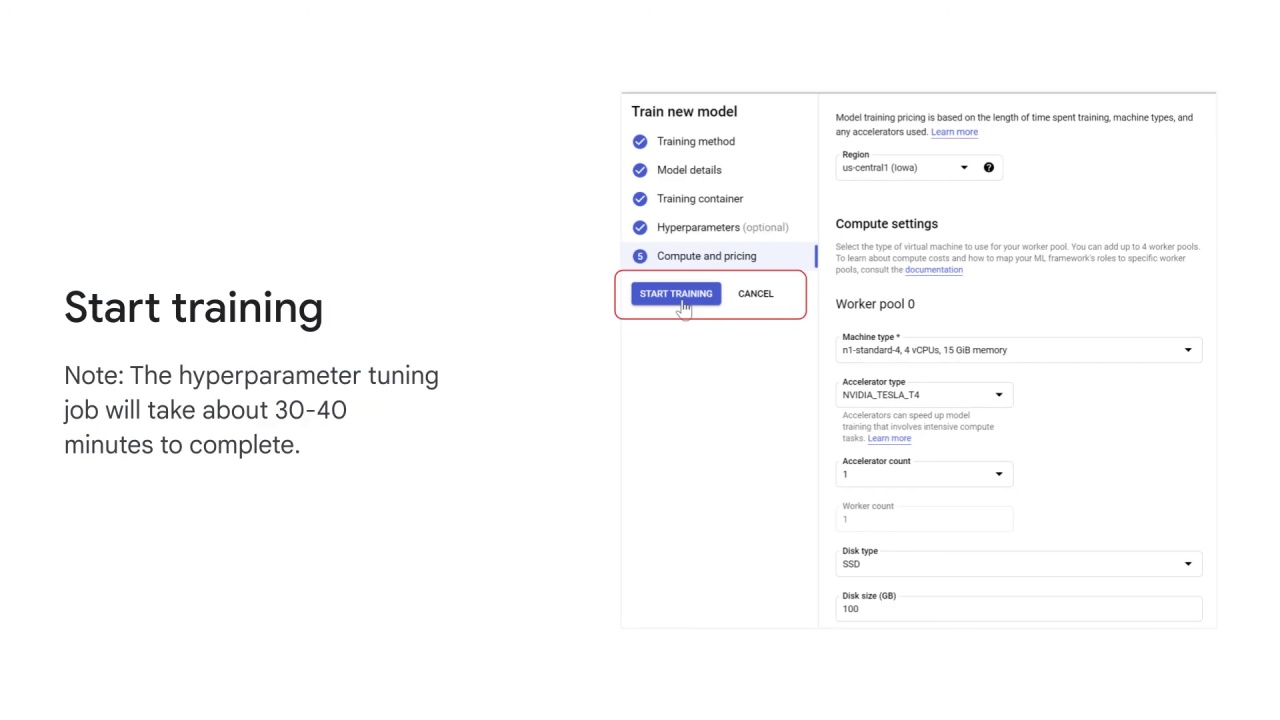 Start training
Note: The hyperparameter tuning
job will take about 30-40
minutes to complete.
Train new model
Training method
Model details
Training container
Hyperparameters (optional)
5 Compute and pricing
START TRAINING CANCEL
Model training pricing is based on the length of time spent training, machine types, and
any accelerators used. Learn more
Region
us-central1 (Iowa)
?
Compute settings
Select the type of virtual machine to use for your worker pool. You can add up to 4 worker pools.
To learn about compute costs and how to map your ML framework's roles to specific worker
pools, consult the documentation
Worker pool 0
Machine type *
n1-standard-4, 4 vCPUs, 15 GiB memory
Accelerator type
NVIDIA_TESLA_T4
Accelerators can speed up model
training that involves intensive compute
tasks. Learn more
Accelerator count
1
Worker count
1
Disk type
SSD
Disk size (GB)
100